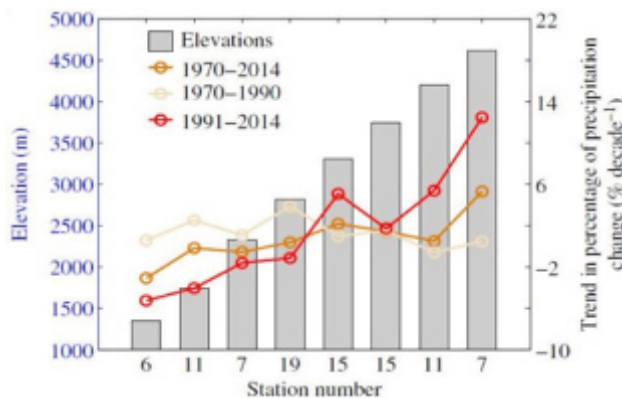 5000
4500
4000
3500
3000
2500
2000
1500
1000
Elevation (m)
Elevations
1970−2014
1970−1990
1991−2014
22
14
6
−2
−10
Trend in percentage of precipitation
change (% decade⁻¹)
6 11 7 19 15 15 11 7
Station number